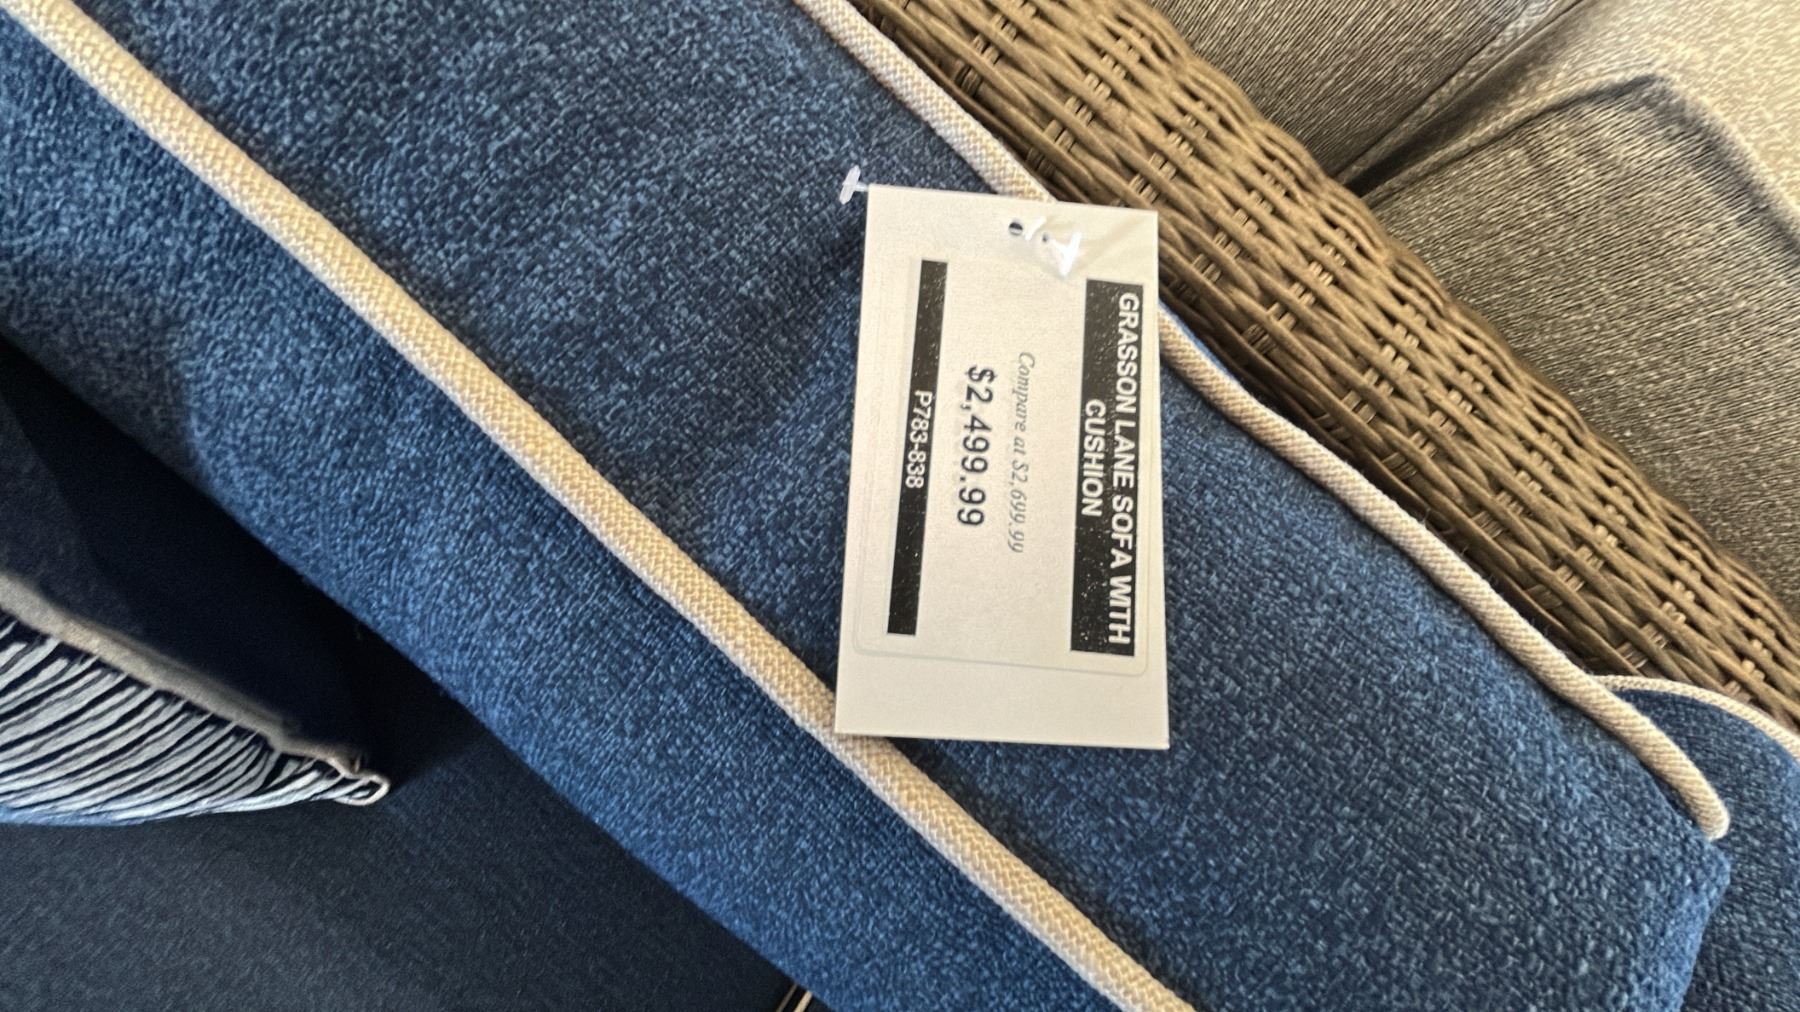 GRASSON LANE SOFA WITH
CUSHION
Compare at $2,699.99
$2,499.99
P783-838